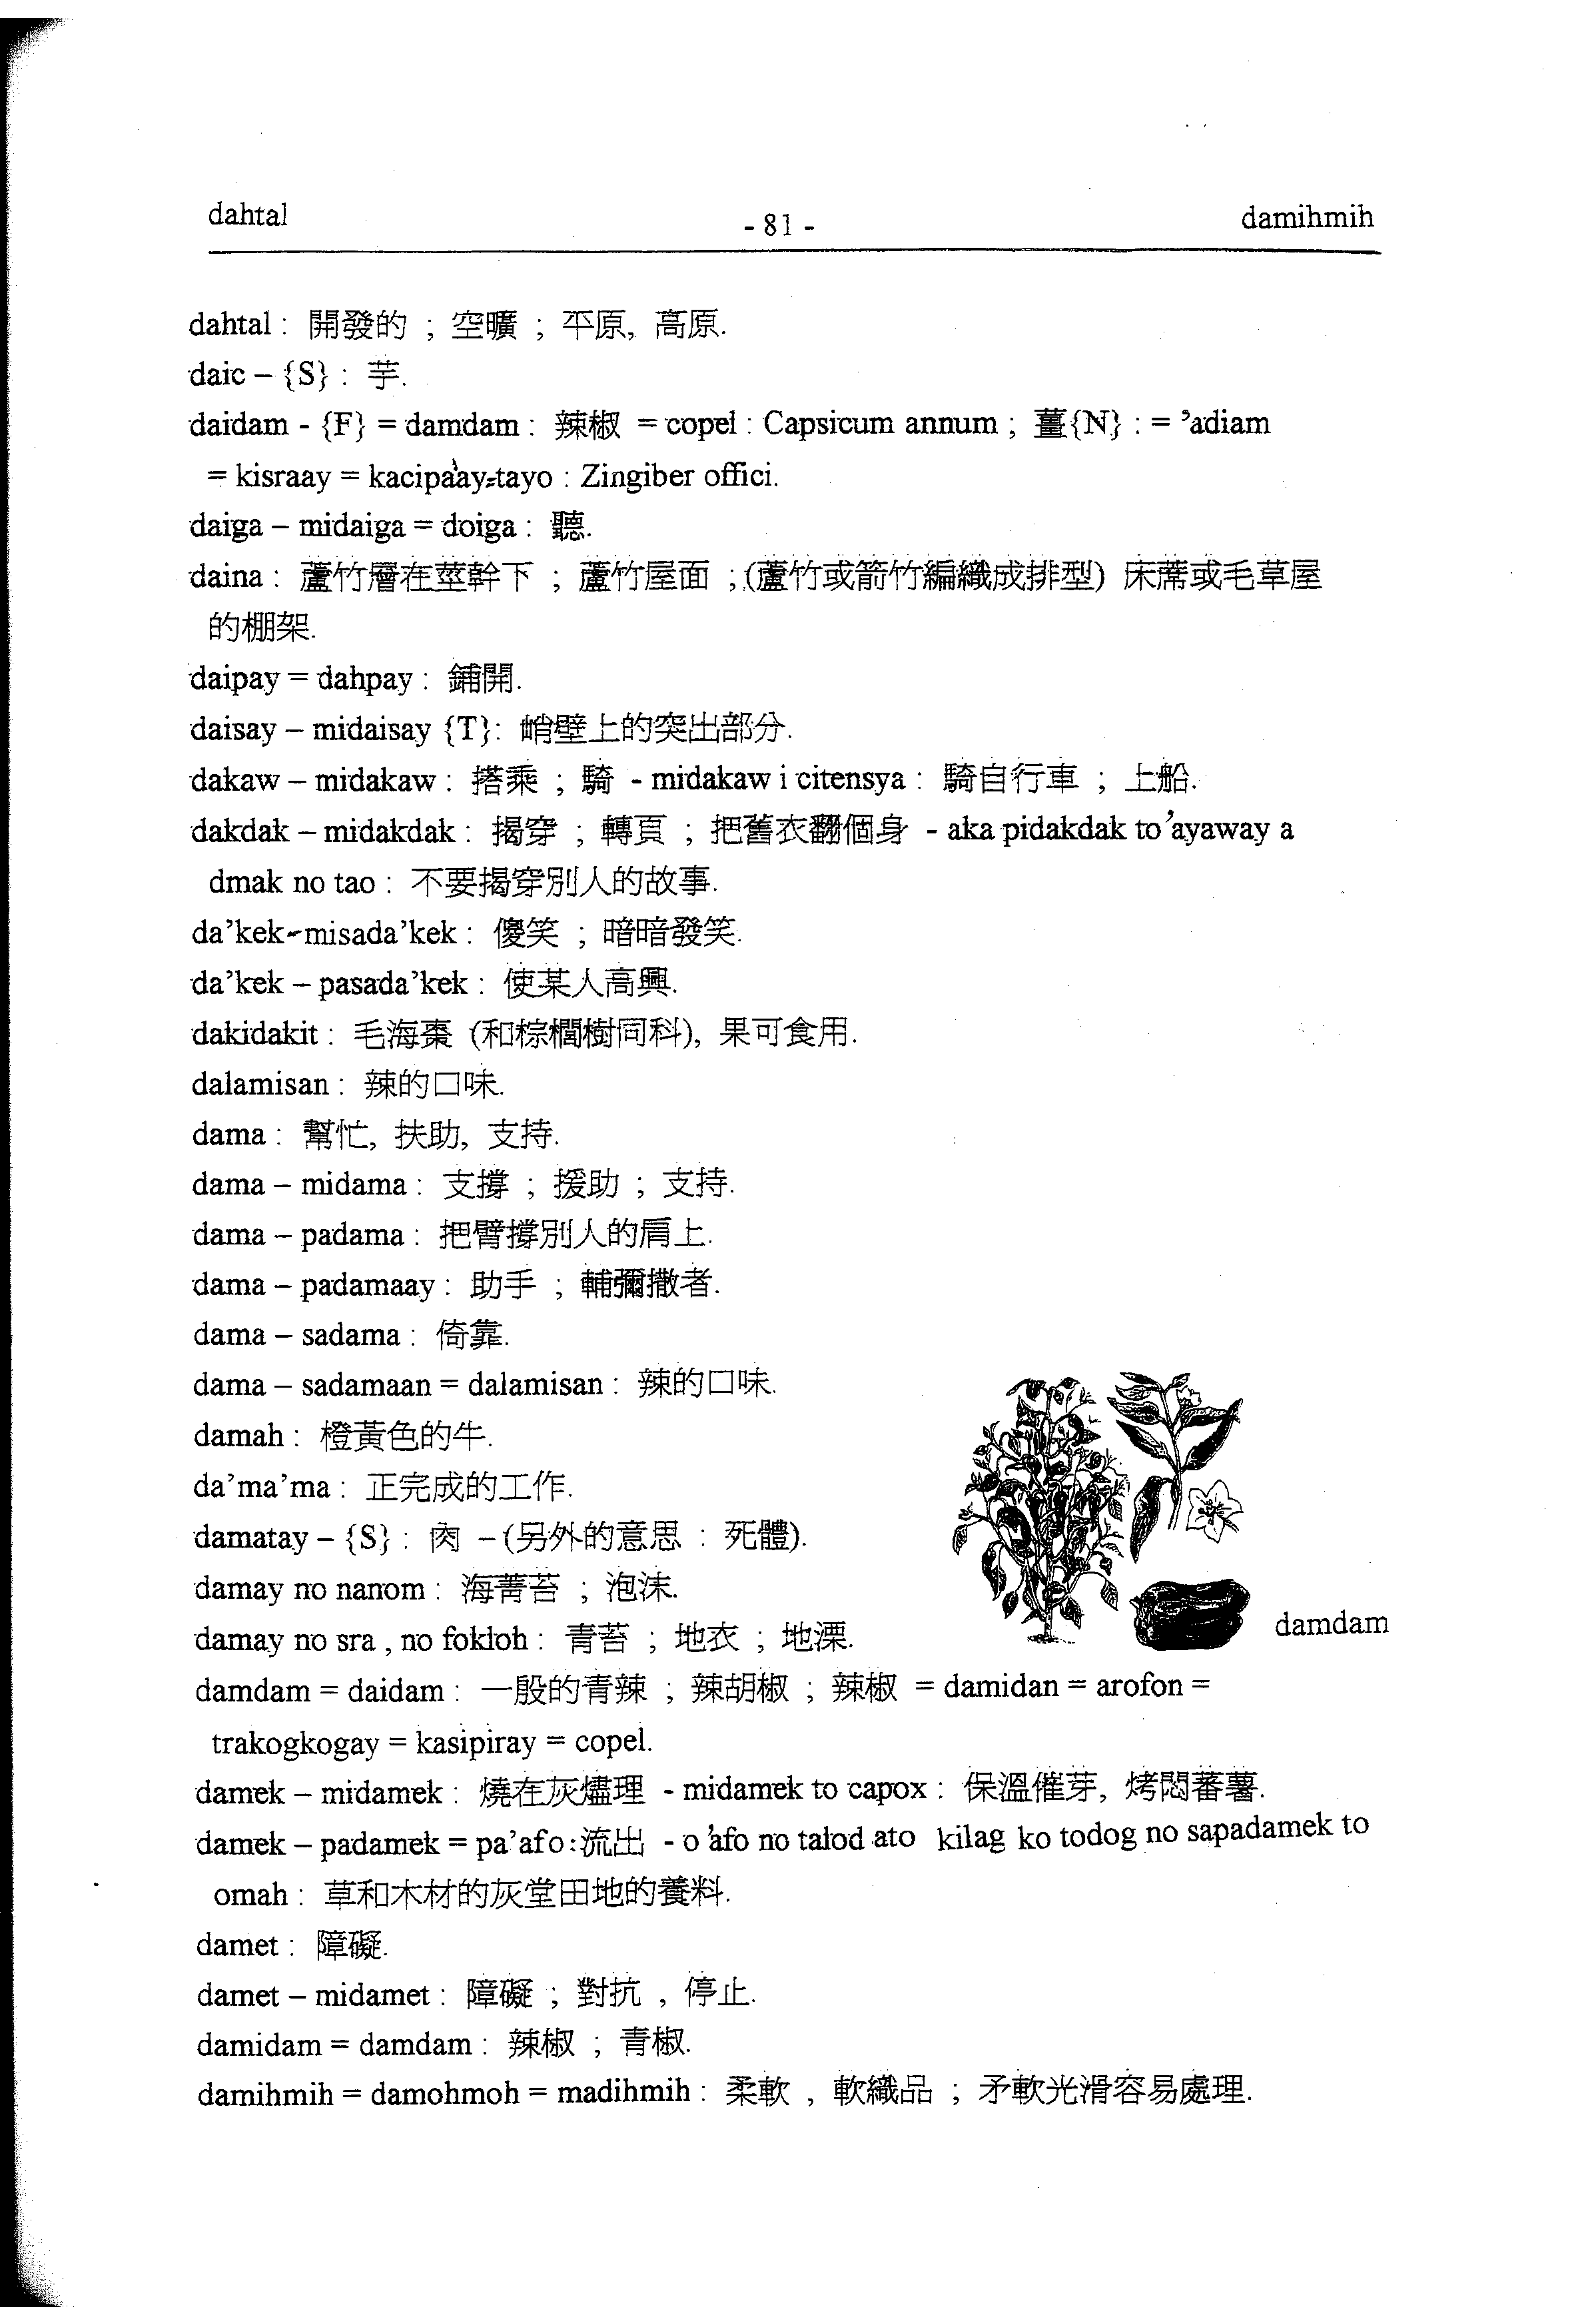 dahtal
- 81 -
damihmih
dahtal : 開發的 ; 空曠 ; 平原, 高原.
daic – {S} : 芋.
daidam - {F} = damdam : 辣椒 = copel : Capsicum annum ; 薑{N} : = ’adiam
= kisraay = kacipa'ay-tayo : Zingiber offici.
daiga – midaiga = doiga : 聽.
daina : 蘆竹層在莖幹下 ; 蘆竹屋面 ; (蘆竹或箭竹編織成排型) 床蓆或毛草屋
的棚架.
daipay = dahpay : 鋪開.
daisay – midaisay {T}: 峭壁上的突出部分.
dakaw – midakaw : 搭乘 ; 騎 - midakaw i citensya : 騎自行車 ; 上船.
dakdak – midakdak : 揭穿 ; 轉頁 ; 把舊衣翻個身 - aka pidakdak to ’ayaway a
dmak no tao : 不要揭穿別人的故事.
da’kek-misada’kek : 傻笑 ; 暗暗發笑.
da’kek – pasada’kek : 使某人高興.
dakidakit : 毛海棗 (和棕櫚樹同科), 果可食用.
dalamisan : 辣的口味.
dama : 幫忙, 扶助, 支持.
dama – midama : 支撐 ; 援助 ; 支持.
dama – padama : 把臂撐別人的肩上.
dama – padamaay : 助手 ; 輔彌撒者.
dama – sadama : 倚靠.
dama – sadamaan = dalamisan : 辣的口味.
damah : 橙黃色的牛.
da’ma’ma : 正完成的工作.
damatay – {S} : 肉 – (另外的意思 : 死體).
damay no nanom : 海菁苔 ; 泡沫.
damay no sra , no fokloh : 青苔 ; 地衣 ; 地溧.
damdam
damdam = daidam : 一般的青辣 ; 辣胡椒 ; 辣椒 = damidan = arofon =
trakogkogay = kasipiray = copel.
damek – midamek : 燒在灰燼理 - midamek to capox : 保溫催芽, 烤悶蕃薯.
damek – padamek = pa’afo : 流出 - o ’afo no talod ato kilag ko todog no sapadamek to
omah : 草和木材的灰堂田地的養料.
damet : 障礙.
damet – midamet : 障礙 ; 對抗 , 停止.
damidam = damdam : 辣椒 ; 青椒.
damihmih = damohmoh = madihmih : 柔軟 , 軟織品 ; 矛軟光滑容易處理.